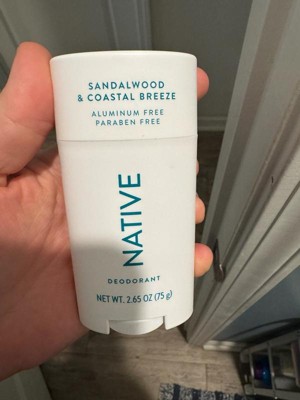 SANDALWOOD
& COASTAL BREEZE
ALUMINUM FREE
PARABEN FREE
NATIVE
DEODORANT
NET WT. 2.65 OZ (75 g)